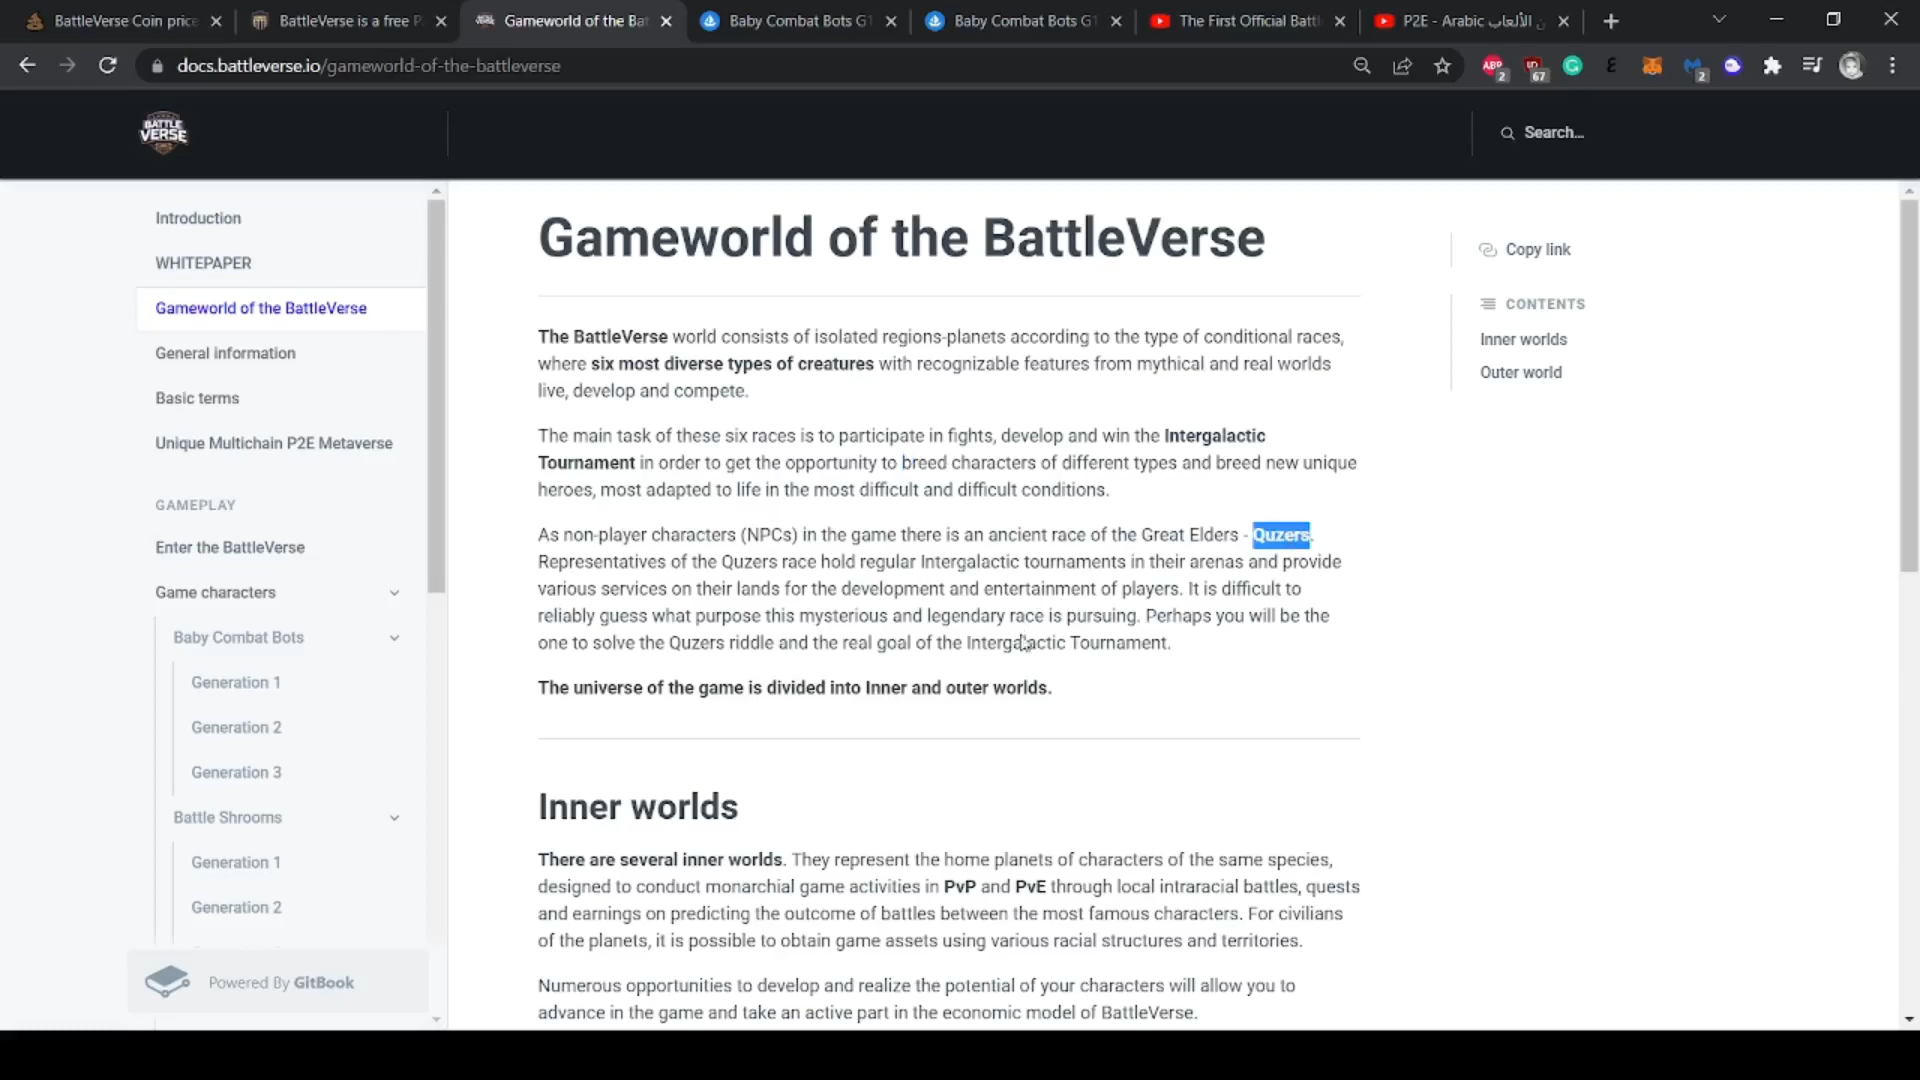 BattleVerse Coin price
BattleVerse is a free P
Gameworld of the Bat
Baby Combat Bots G1
Baby Combat Bots G1
The First Official Battl
P2E - Arabic ن الألعاب
docs.battleverse.io/gameworld-of-the-battleverse
ABP
2
67
2
BATTLE
VERSE
Search...
Introduction
WHITEPAPER
Gameworld of the BattleVerse
General information
Basic terms
Unique Multichain P2E Metaverse
GAMEPLAY
Enter the BattleVerse
Game characters
Baby Combat Bots
Generation 1
Generation 2
Generation 3
Battle Shrooms
Generation 1
Generation 2
Powered By GitBook
Gameworld of the BattleVerse
The BattleVerse world consists of isolated regions-planets according to the type of conditional races,
where six most diverse types of creatures with recognizable features from mythical and real worlds
live, develop and compete.
The main task of these six races is to participate in fights, develop and win the Intergalactic
Tournament in order to get the opportunity to breed characters of different types and breed new unique
heroes, most adapted to life in the most difficult and difficult conditions.
As non-player characters (NPCs) in the game there is an ancient race of the Great Elders - Quzers.
Representatives of the Quzers race hold regular Intergalactic tournaments in their arenas and provide
various services on their lands for the development and entertainment of players. It is difficult to
reliably guess what purpose this mysterious and legendary race is pursuing. Perhaps you will be the
one to solve the Quzers riddle and the real goal of the Intergalactic Tournament.
The universe of the game is divided into Inner and outer worlds.
Inner worlds
There are several inner worlds. They represent the home planets of characters of the same species,
designed to conduct monarchial game activities in PvP and PvE through local intraracial battles, quests
and earnings on predicting the outcome of battles between the most famous characters. For civilians
of the planets, it is possible to obtain game assets using various racial structures and territories.
Numerous opportunities to develop and realize the potential of your characters will allow you to
advance in the game and take an active part in the economic model of BattleVerse.
Copy link
CONTENTS
Inner worlds
Outer world